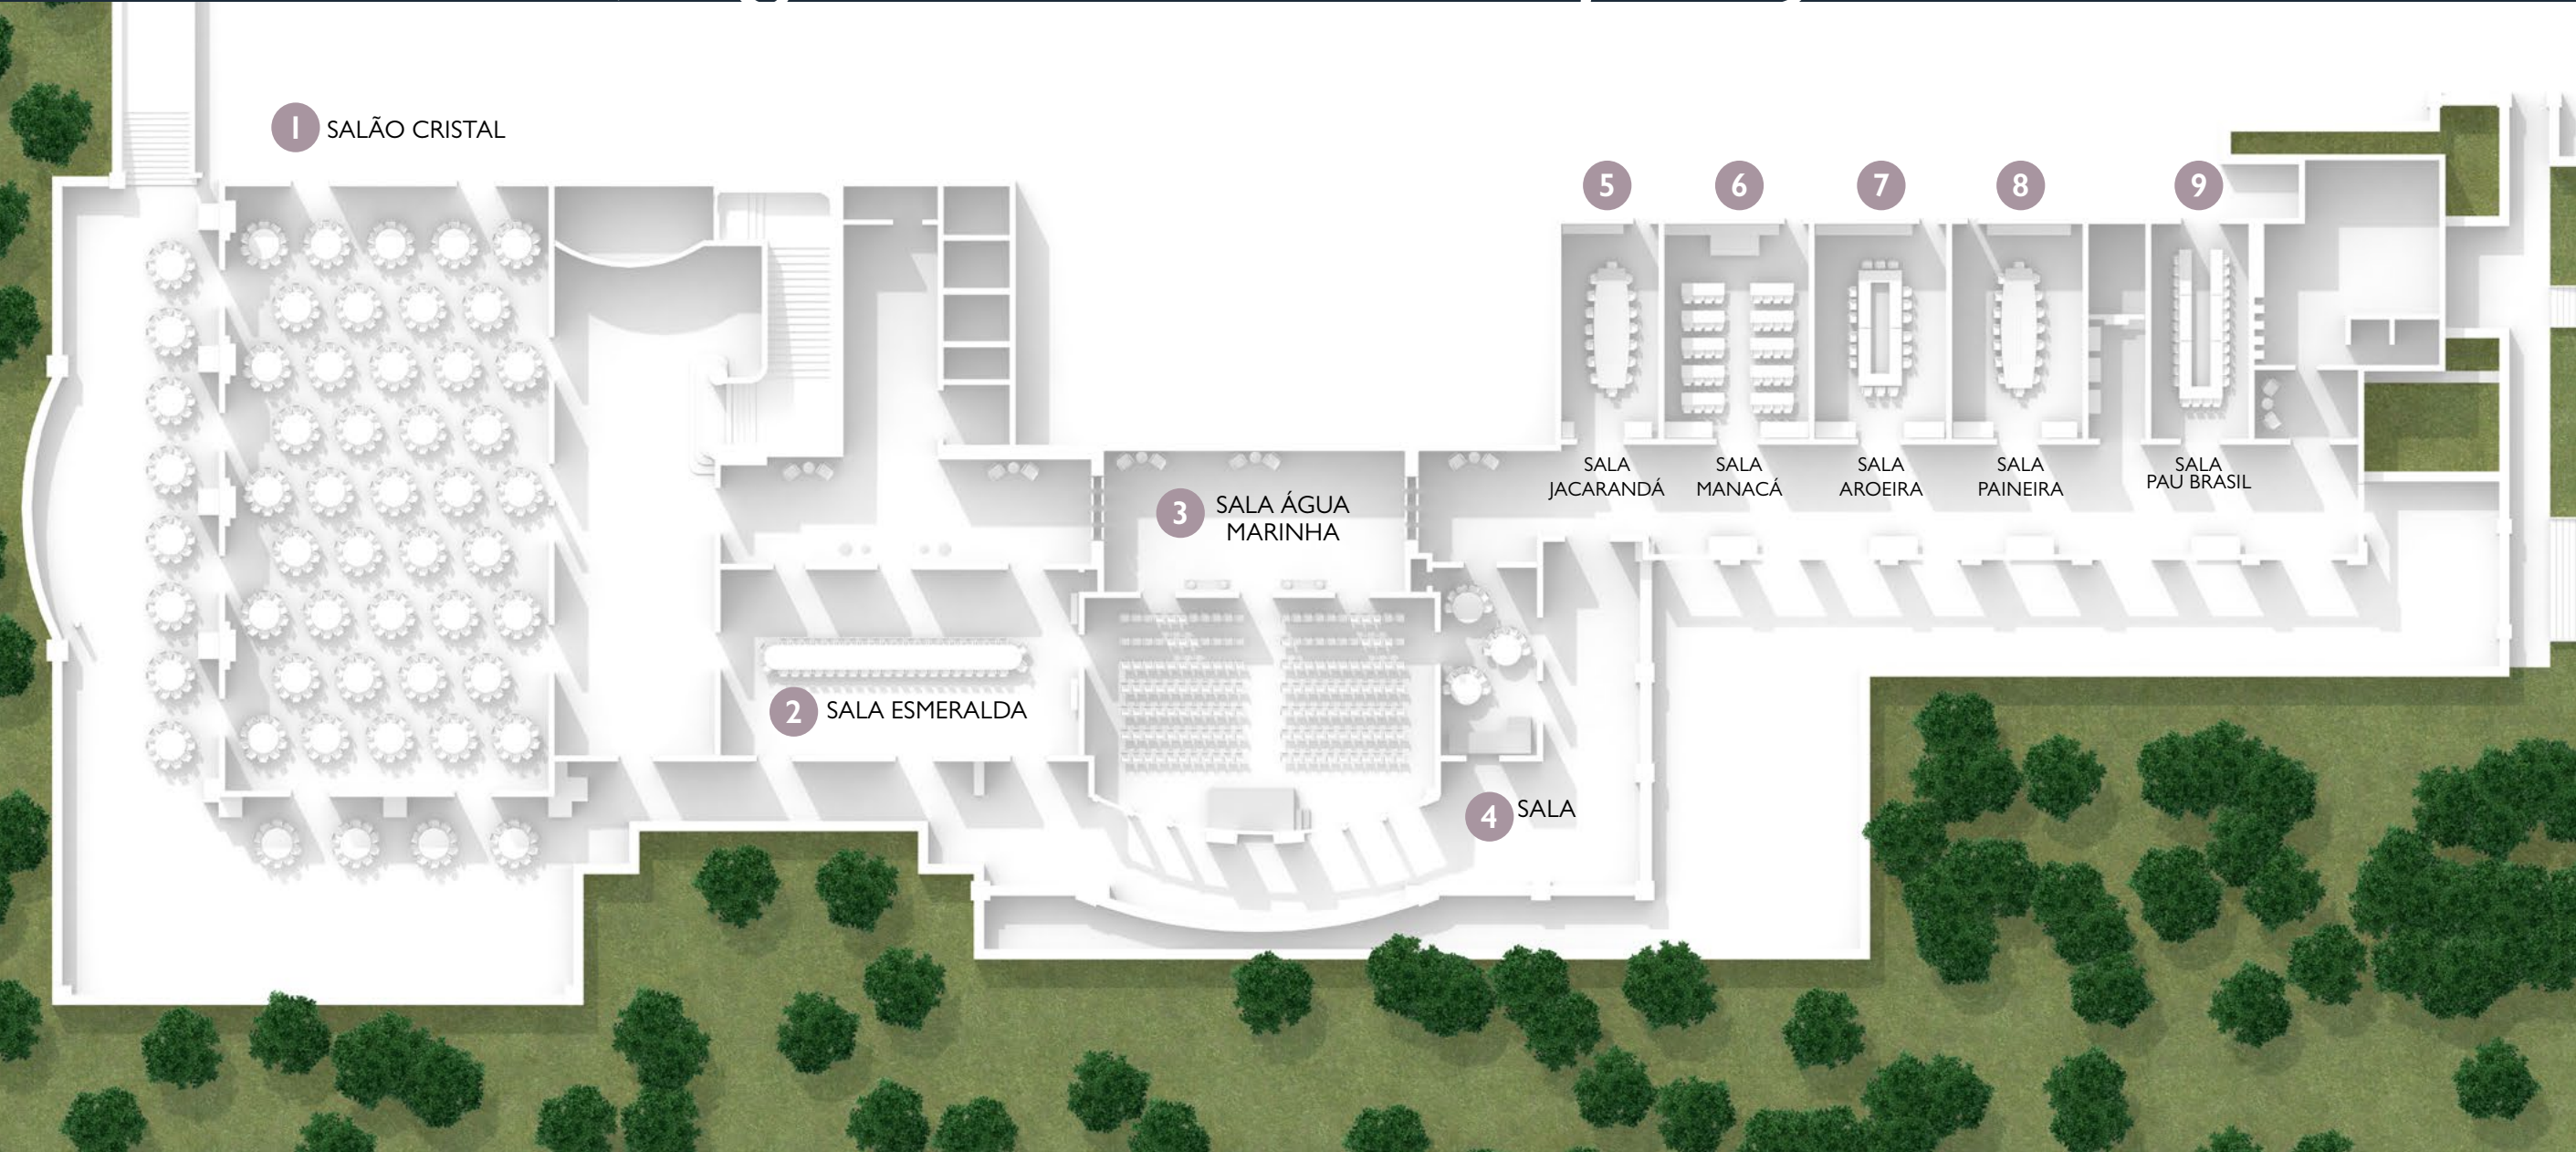 1 SALÃO CRISTAL
5
6
7
8
9
SALA
JACARANDÁ
SALA
MANACÁ
SALA
AROEIRA
SALA
PAINEIRA
SALA
PAU BRASIL
3 SALA ÁGUA
MARINHA
2 SALA ESMERALDA
4 SALA